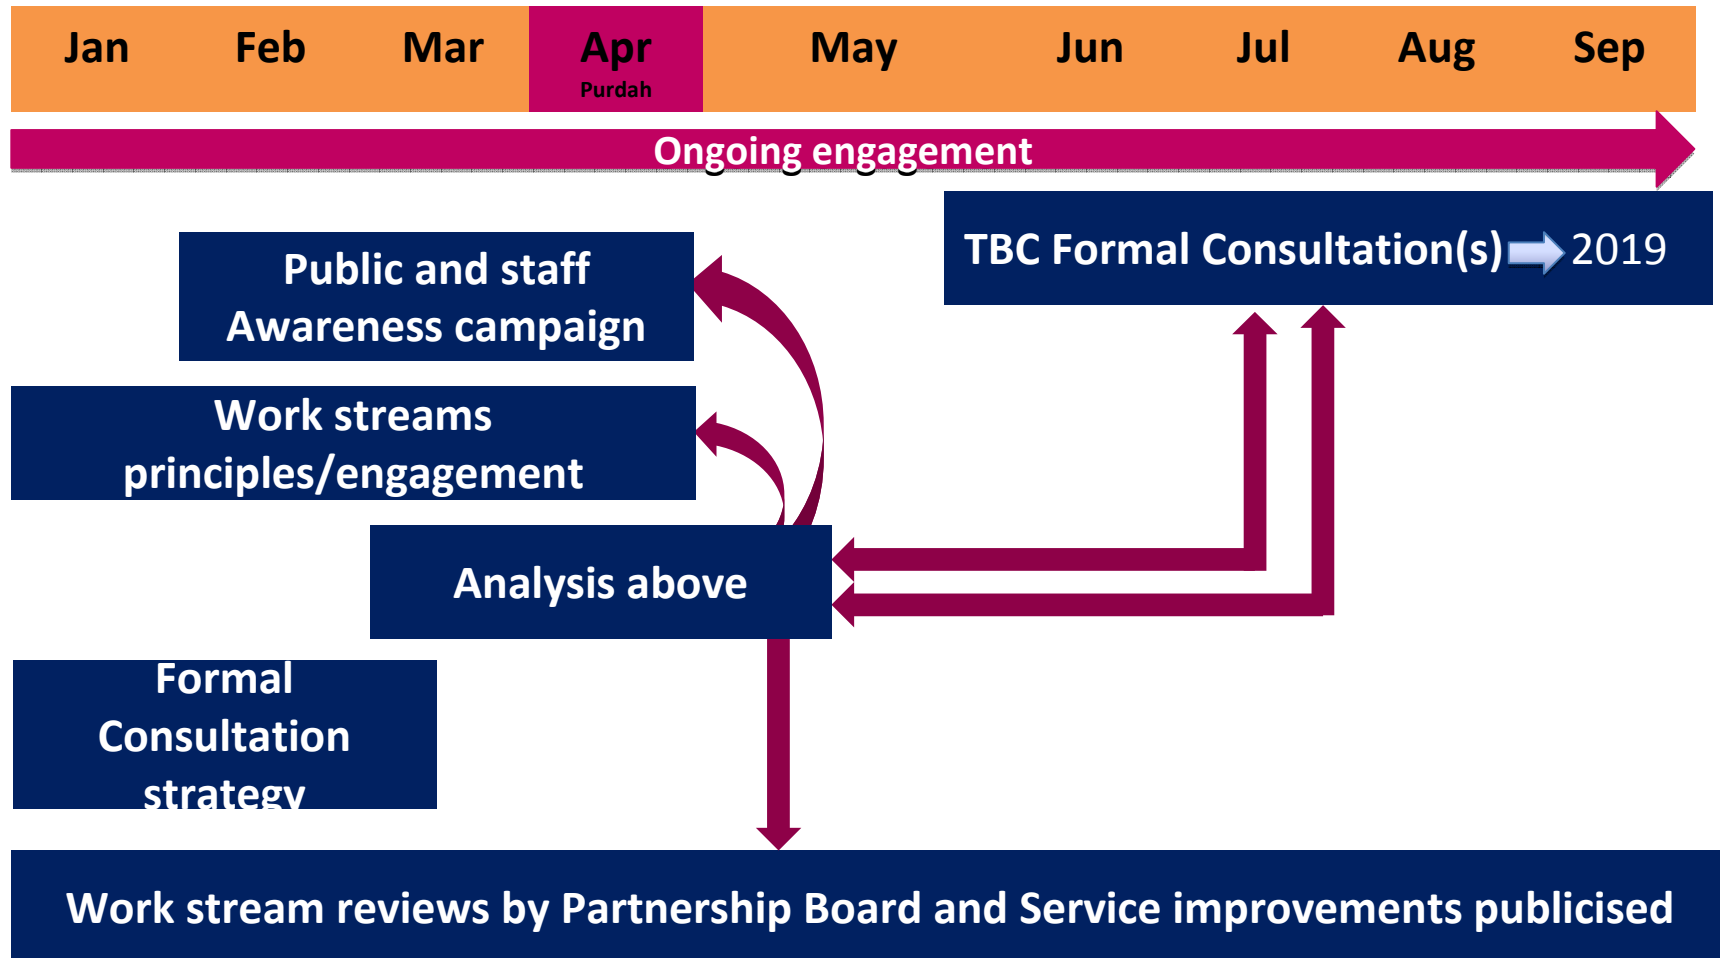 Jan Feb Mar Apr May Jun Jul Aug Sep
Purdah
Ongoing engagement
TBC Formal Consultation(s) 2019
Public and staff
Awareness campaign
Work streams
principles/engagement
Analysis above
Formal
Consultation
strategy
Work stream reviews by Partnership Board and Service improvements publicised